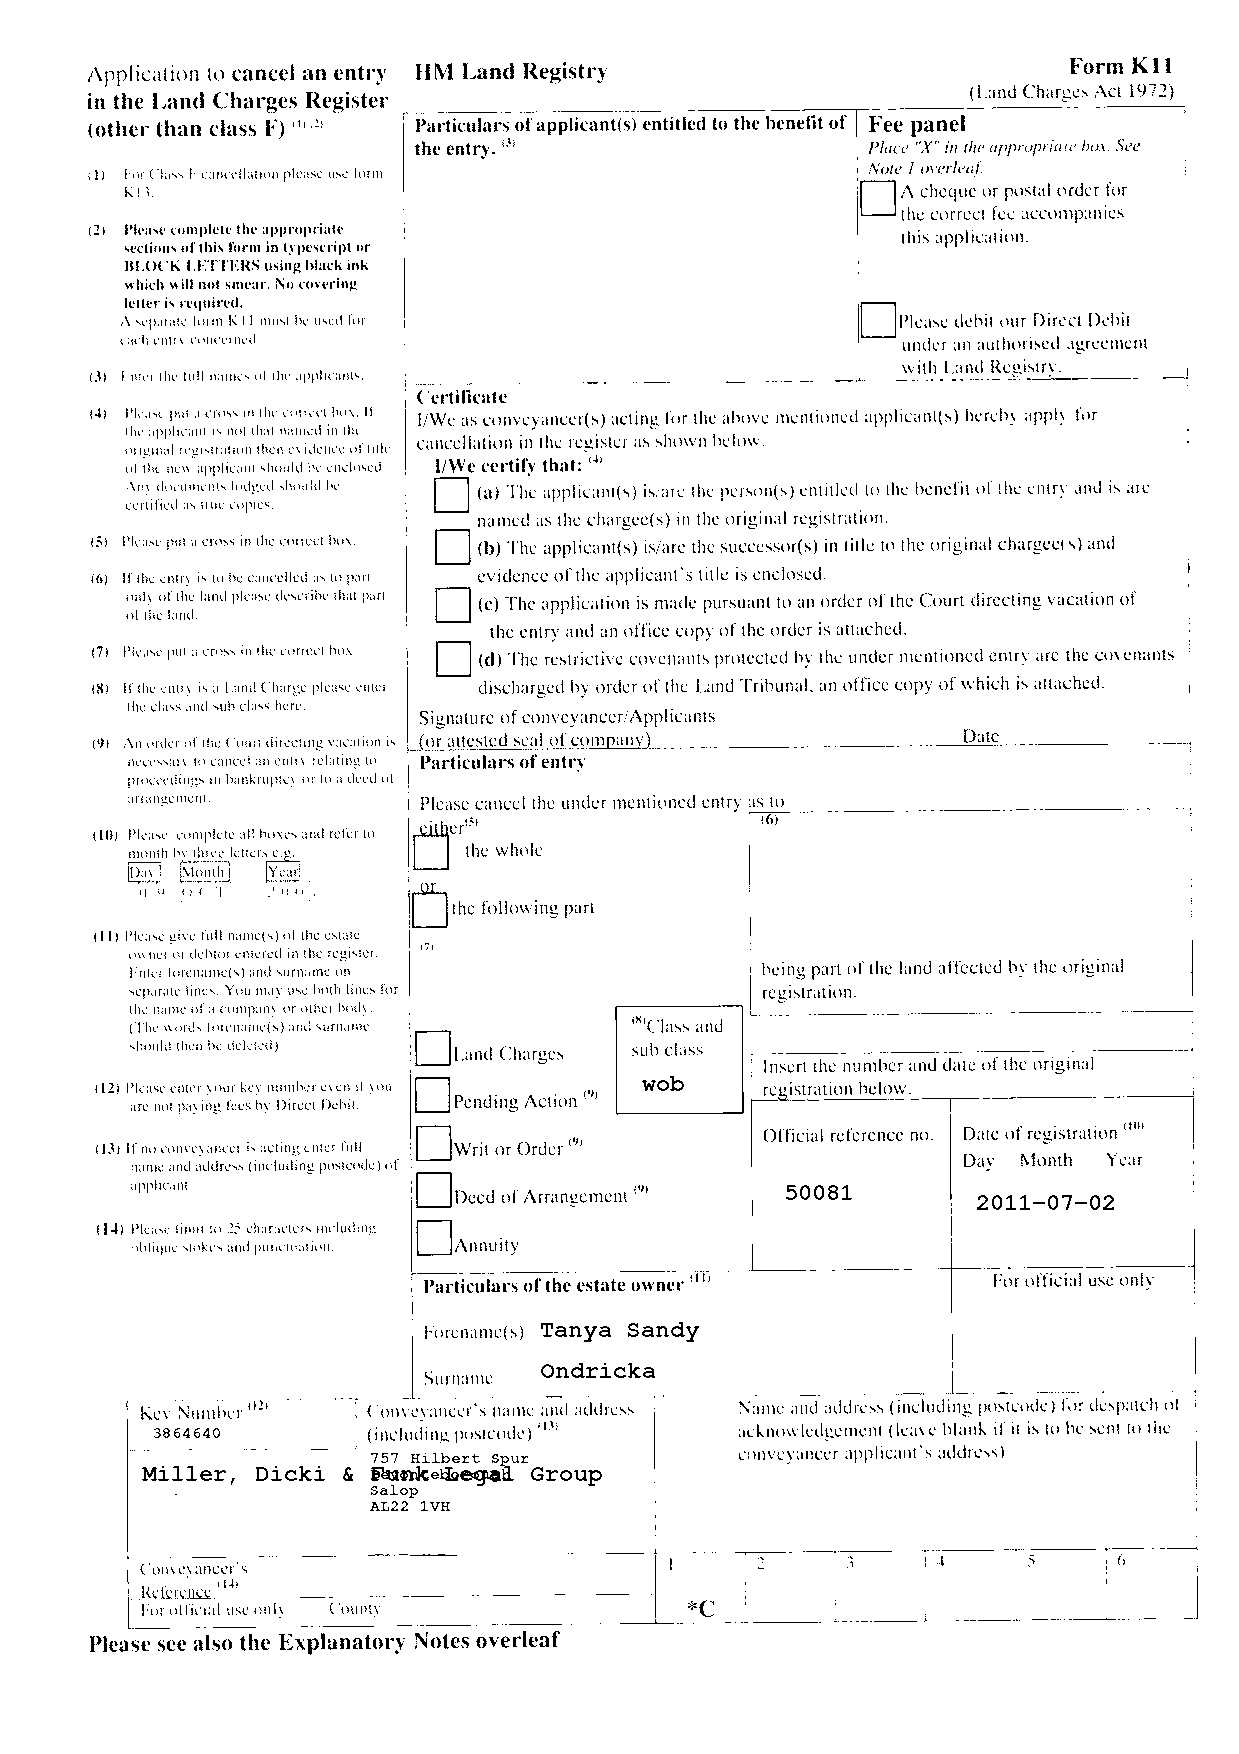 Application to cancel an entry
in the Land Charges Register
(other than class F) (1) (2)
(1) For Class F cancellation please use form
K13.
(2) Please complete the appropriate
sections of this form in typescript or
BLOCK LETTERS using black ink
which will not smear. No covering
letter is required.
A separate form K11 must be used for
each entry concerned
(3) Enter the full names of the applicants.
(4) Please put a cross in the correct box. If
the applicant is not that named in the
original registration then evidence of title
of the new applicant should be enclosed
Any documents lodged should be
certified as true copies.
(5) Please put a cross in the correct box.
(6) If the entry is to be cancelled as to part
only of the land please describe that part
of the land.
(7) Please put a cross in the correct box
(8) If the entry is a Land Charge please enter
the class and sub class here.
(9) An order of the Court directing vacation is
necessary to cancel an entry relating to
proceedings in bankruptcy or to a deed of
arrangement.
(10) Please complete all boxes and refer to
month by three letters e.g.
Day Month Year
(11) Please give full name(s) of the estate
owner or debtor entered in the register.
Enter forename(s) and surname on
separate lines. You may use both lines for
the name of a company or other body.
(The words forename(s) and surname
should then be deleted)
(12) Please enter your key number even if you
are not paying fees by Direct Debit.
(13) If no conveyancer is acting enter full
name and address (including postcode) of
applicant
(14) Please limit to 25 characters including
oblique stokes and punctuation.
HM Land Registry
Form K11
(Land Charges Act 1972)
Particulars of applicant(s) entitled to the benefit of
the entry. (3)
Fee panel
Place "X" in the appropriate box. See
Note 1 overleaf.
A cheque or postal order for
the correct fee accompanies
this application.
Please debit our Direct Debit
under an authorised agreement
with Land Registry.
Certificate
I/We as conveyancer(s) acting for the above mentioned applicant(s) hereby apply for
cancellation in the register as shown below.
I/We certify that: (4)
(a) The applicant(s) is/are the person(s) entitled to the benefit of the entry and is are
named as the chargee(s) in the original registration.
(b) The applicant(s) is/are the successor(s) in title to the original chargee(s) and
evidence of the applicant's title is enclosed.
(c) The application is made pursuant to an order of the Court directing vacation of
the entry and an office copy of the order is attached.
(d) The restrictive covenants protected by the under mentioned entry are the covenants
discharged by order of the Land Tribunal, an office copy of which is attached.
Signature of conveyancer/Applicants
(or attested seal of company) Date
Particulars of entry
Please cancel the under mentioned entry as to
either (5) (6)
the whole
or
the following part
(7)
being part of the land affected by the original
registration.
(8) Class and
sub class
wob
Land Charges
Pending Action (9)
Writ or Order (9)
Deed of Arrangement (9)
Annuity
Insert the number and date of the original
registration below.
Official reference no.
50081
Date of registration (10)
Day Month Year
2011-07-02
Particulars of the estate owner (11)
For official use only
Forename(s) Tanya Sandy
Surname Ondricka
Key Number (12)
3864640
Conveyancer's name and address
(including postcode) (13)
Miller, Dicki & Funk Legal Group
757 Hilbert Spur
Salop
AL22 1VH
Name and address (including postcode) for despatch of
acknowledgement (leave blank if it is to be sent to the
conveyancer applicant's address)
Conveyancer's
Reference (14)
For official use only County
1 2 3 4 5 6
*C
Please see also the Explanatory Notes overleaf